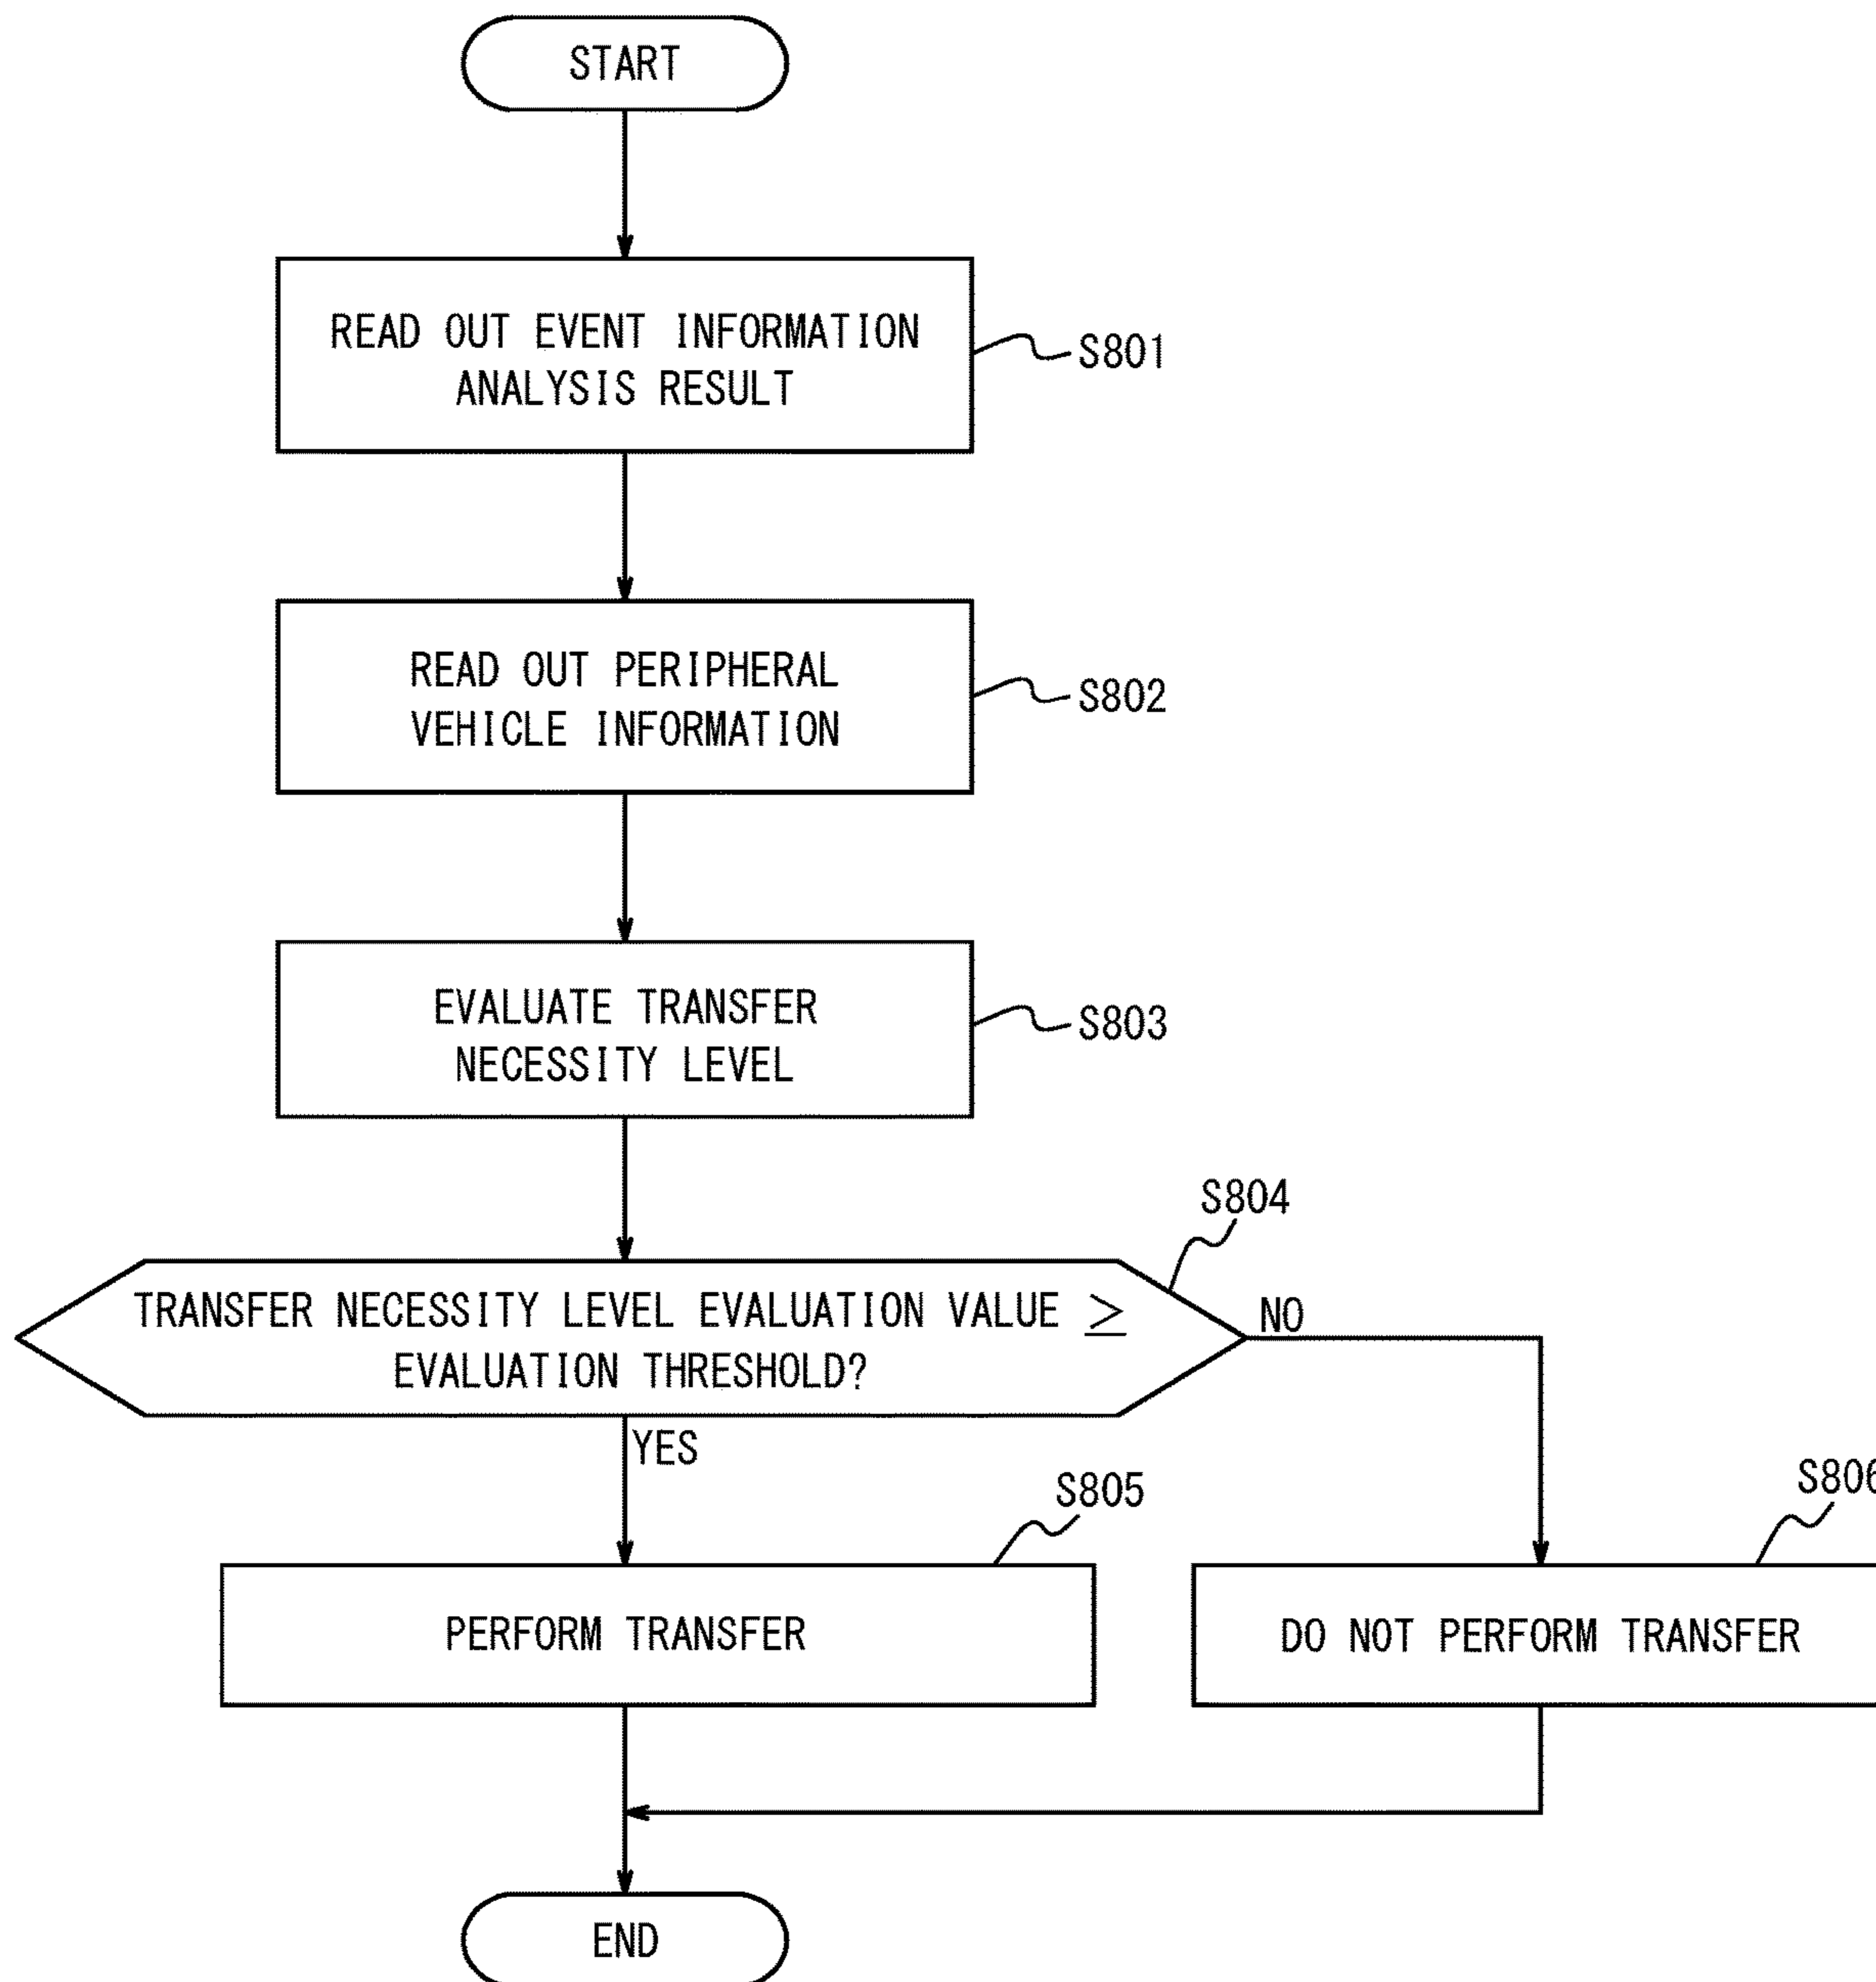 START
READ OUT EVENT INFORMATION
ANALYSIS RESULT
S801
READ OUT PERIPHERAL
VEHICLE INFORMATION
S802
EVALUATE TRANSFER
NECESSITY LEVEL
S803
S804
TRANSFER NECESSITY LEVEL EVALUATION VALUE ≥
EVALUATION THRESHOLD?
NO
YES
S805
S806
PERFORM TRANSFER
DO NOT PERFORM TRANSFER
END